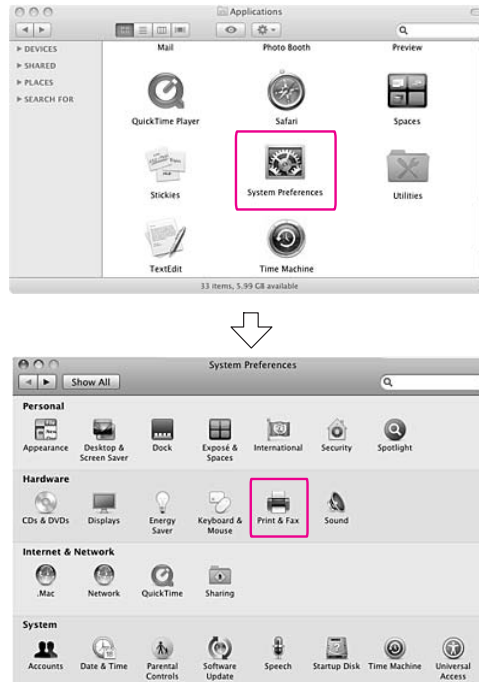 Applications
DEVICES
SHARED
PLACES
SEARCH FOR
Mail Photo Booth Preview
QuickTime Player Safari Spaces
Stickies System Preferences Utilities
TextEdit Time Machine
33 items, 5.99 GB available
System Preferences
Show All
Personal
Appearance Desktop & Screen Saver Dock Exposé & Spaces International Security Spotlight
Hardware
CDs & DVDs Displays Energy Saver Keyboard & Mouse Print & Fax Sound
Internet & Network
.Mac Network QuickTime Sharing
System
Accounts Date & Time Parental Controls Software Update Speech Startup Disk Time Machine Universal Access